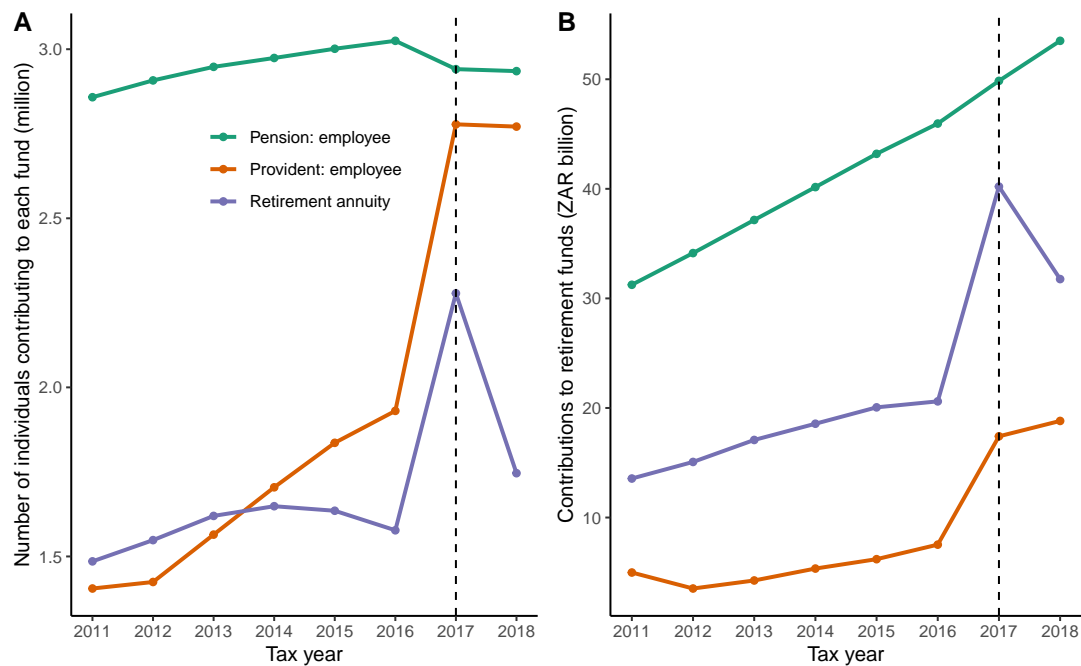 A
Number of individuals contributing to each fund (million)
3.0
2.5
2.0
1.5
Pension: employee
Provident: employee
Retirement annuity
2011 2012 2013 2014 2015 2016 2017 2018
Tax year
B
Contributions to retirement funds (ZAR billion)
50
40
30
20
10
2011 2012 2013 2014 2015 2016 2017 2018
Tax year